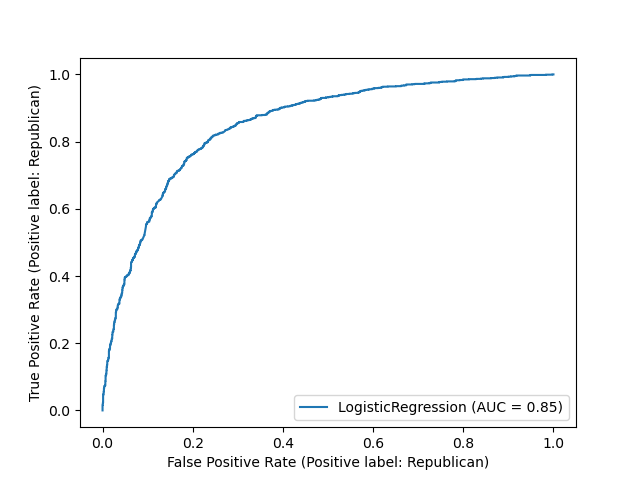 1.0
0.8
0.6
0.4
0.2
0.0
True Positive Rate (Positive label: Republican)
LogisticRegression (AUC = 0.85)
0.0 0.2 0.4 0.6 0.8 1.0
False Positive Rate (Positive label: Republican)